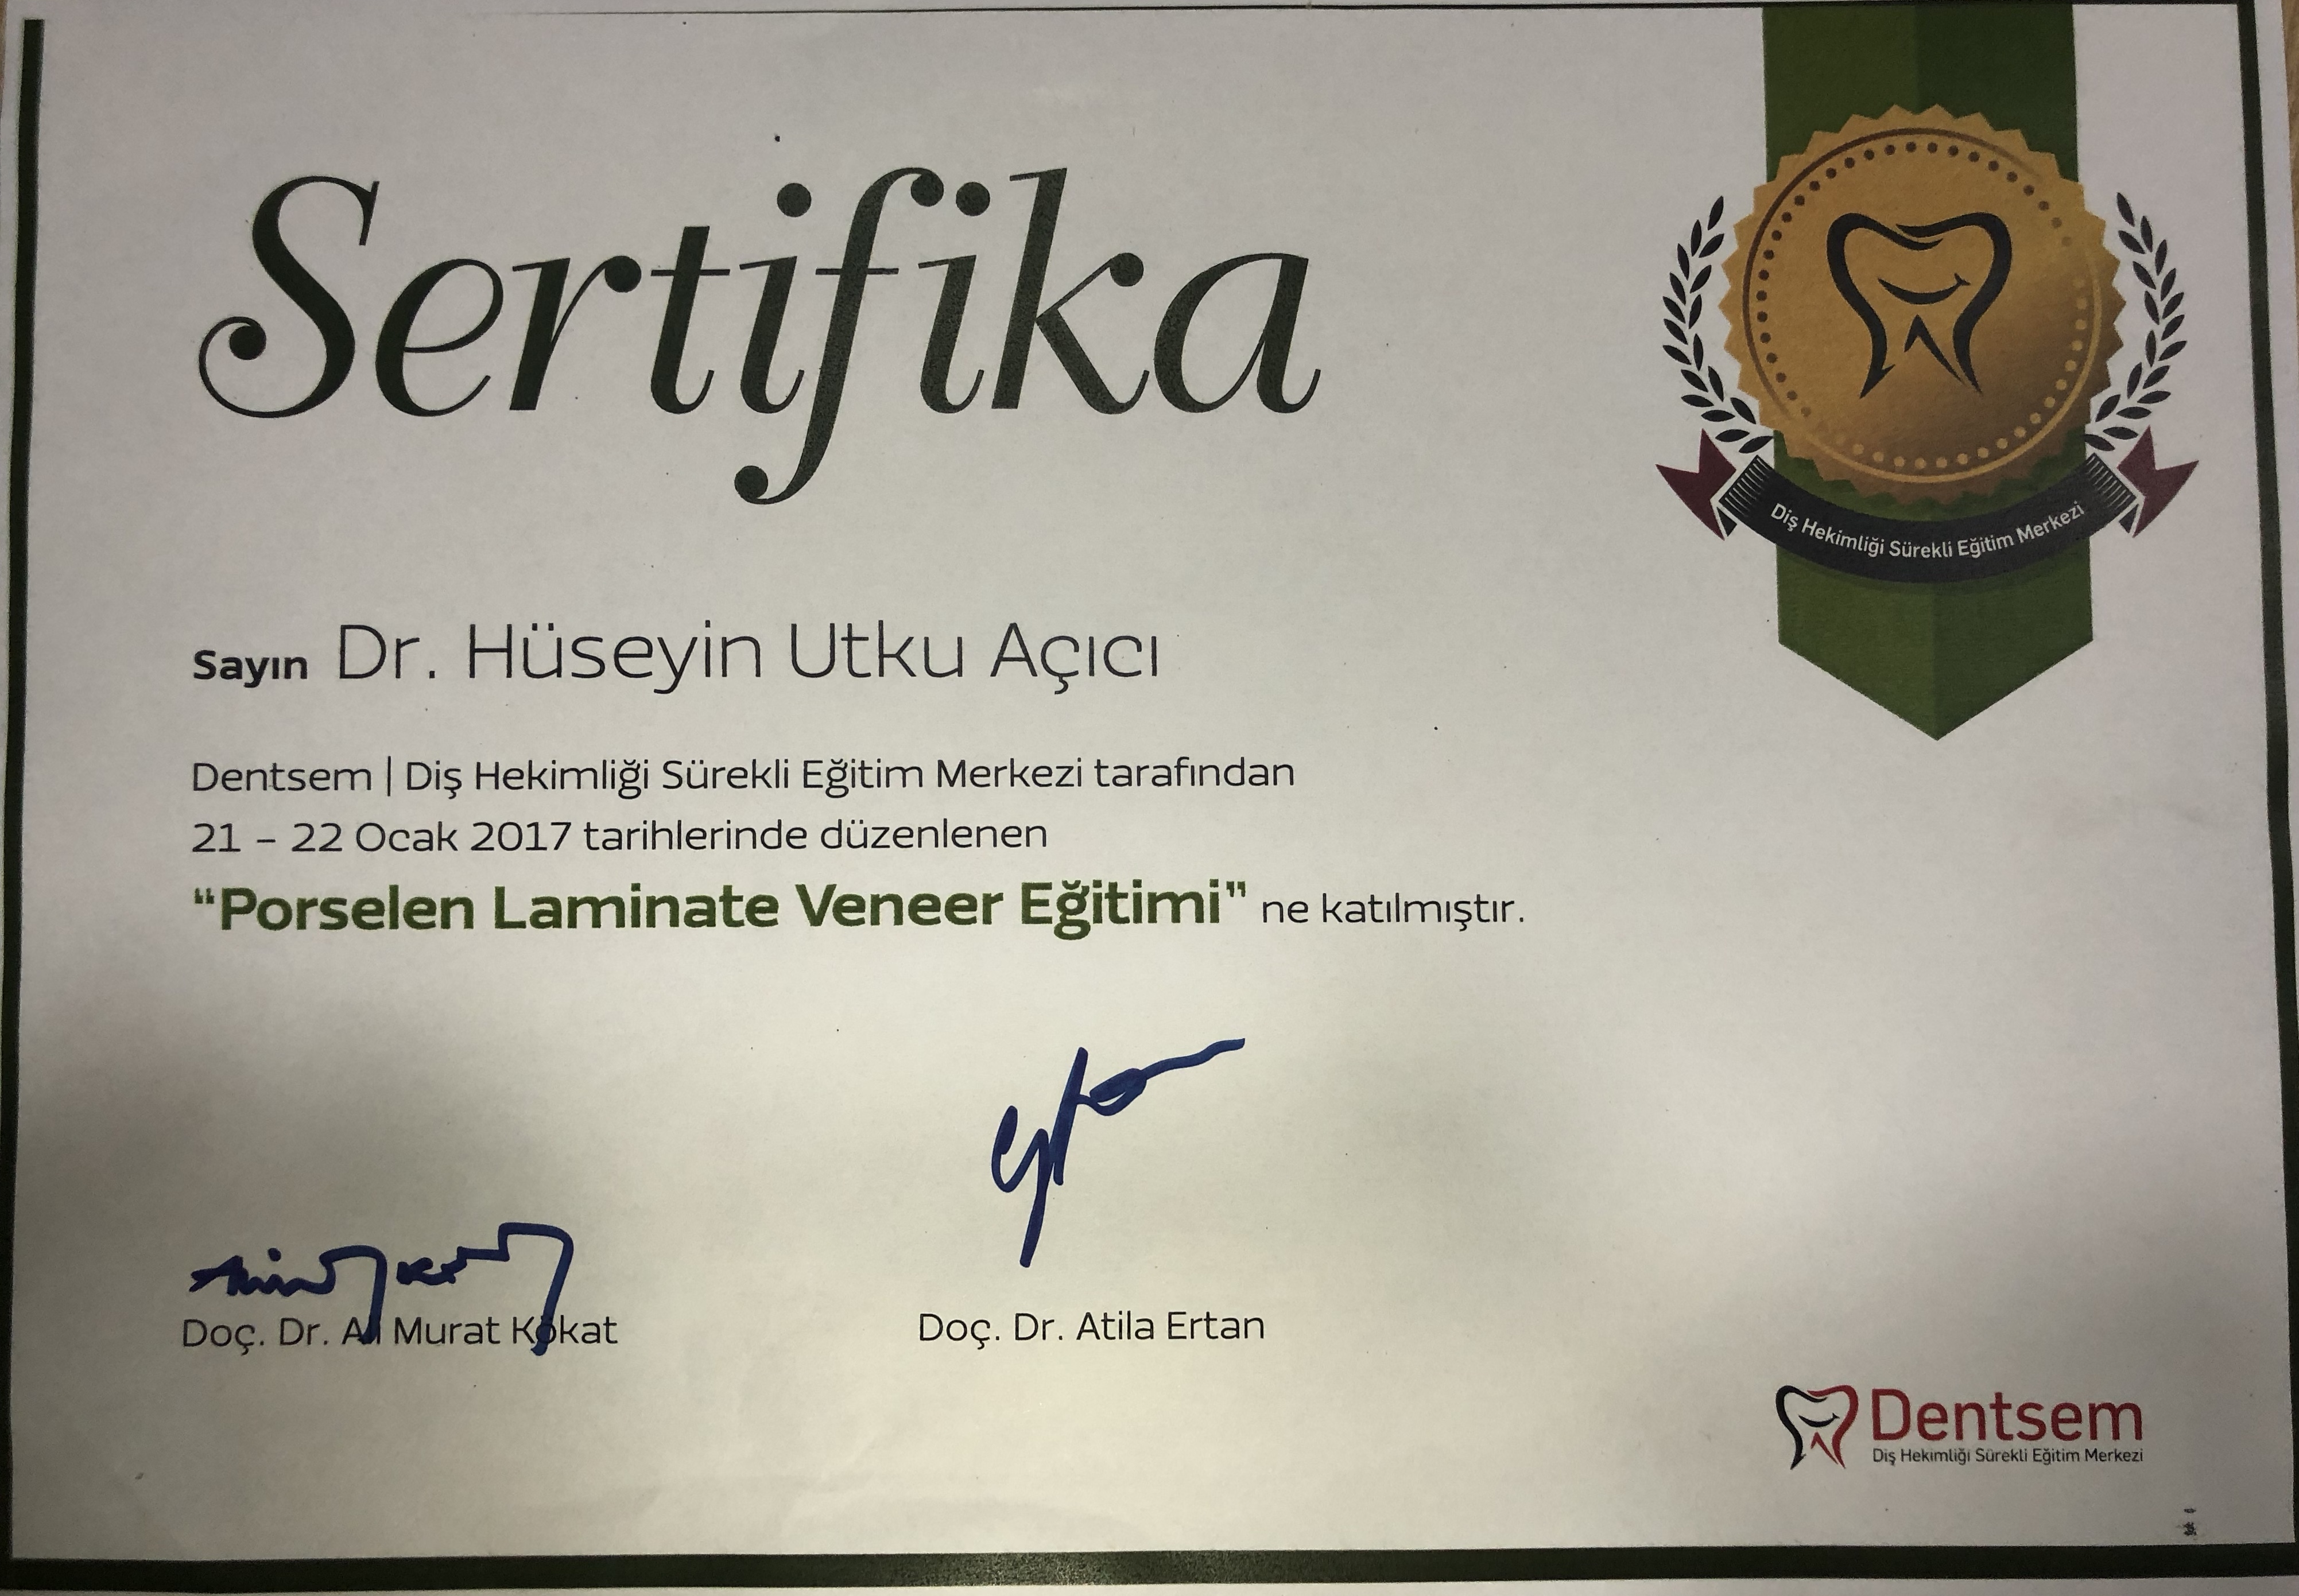 Sertifika
Diş Hekimliği Sürekli Eğitim Merkezi
Sayın Dr. Hüseyin Utku Açıcı
Dentsem | Diş Hekimliği Sürekli Eğitim Merkezi tarafından
21 – 22 Ocak 2017 tarihlerinde düzenlenen
“Porselen Laminate Veneer Eğitimi” ne katılmıştır.
Doç. Dr. Ali Murat Kökat
Doç. Dr. Atila Ertan
Dentsem
Diş Hekimliği Sürekli Eğitim Merkezi